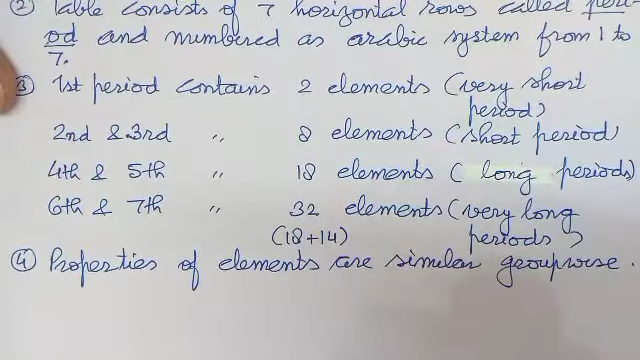 ② Table consists of 7 horizontal rows called peri-
od and numbered as arabic system from 1 to
7.
③ 1st period contains 2 elements (very short
period)
2nd & 3rd ,, 8 elements (short period)
4th & 5th ,, 18 elements ( long periods)
6th & 7th ,, 32 elements (very long
(18+14) periods)
④ Properties of elements are similar groupwise.